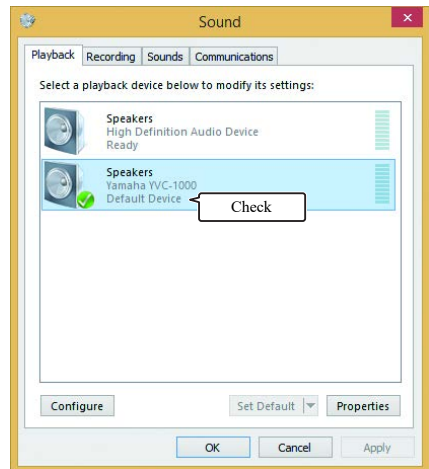 Sound
Playback Recording Sounds Communications
Select a playback device below to modify its settings:
Speakers
High Definition Audio Device
Ready
Speakers
Yamaha YVC-1000
Default Device
Check
Configure Set Default Properties
OK Cancel Apply